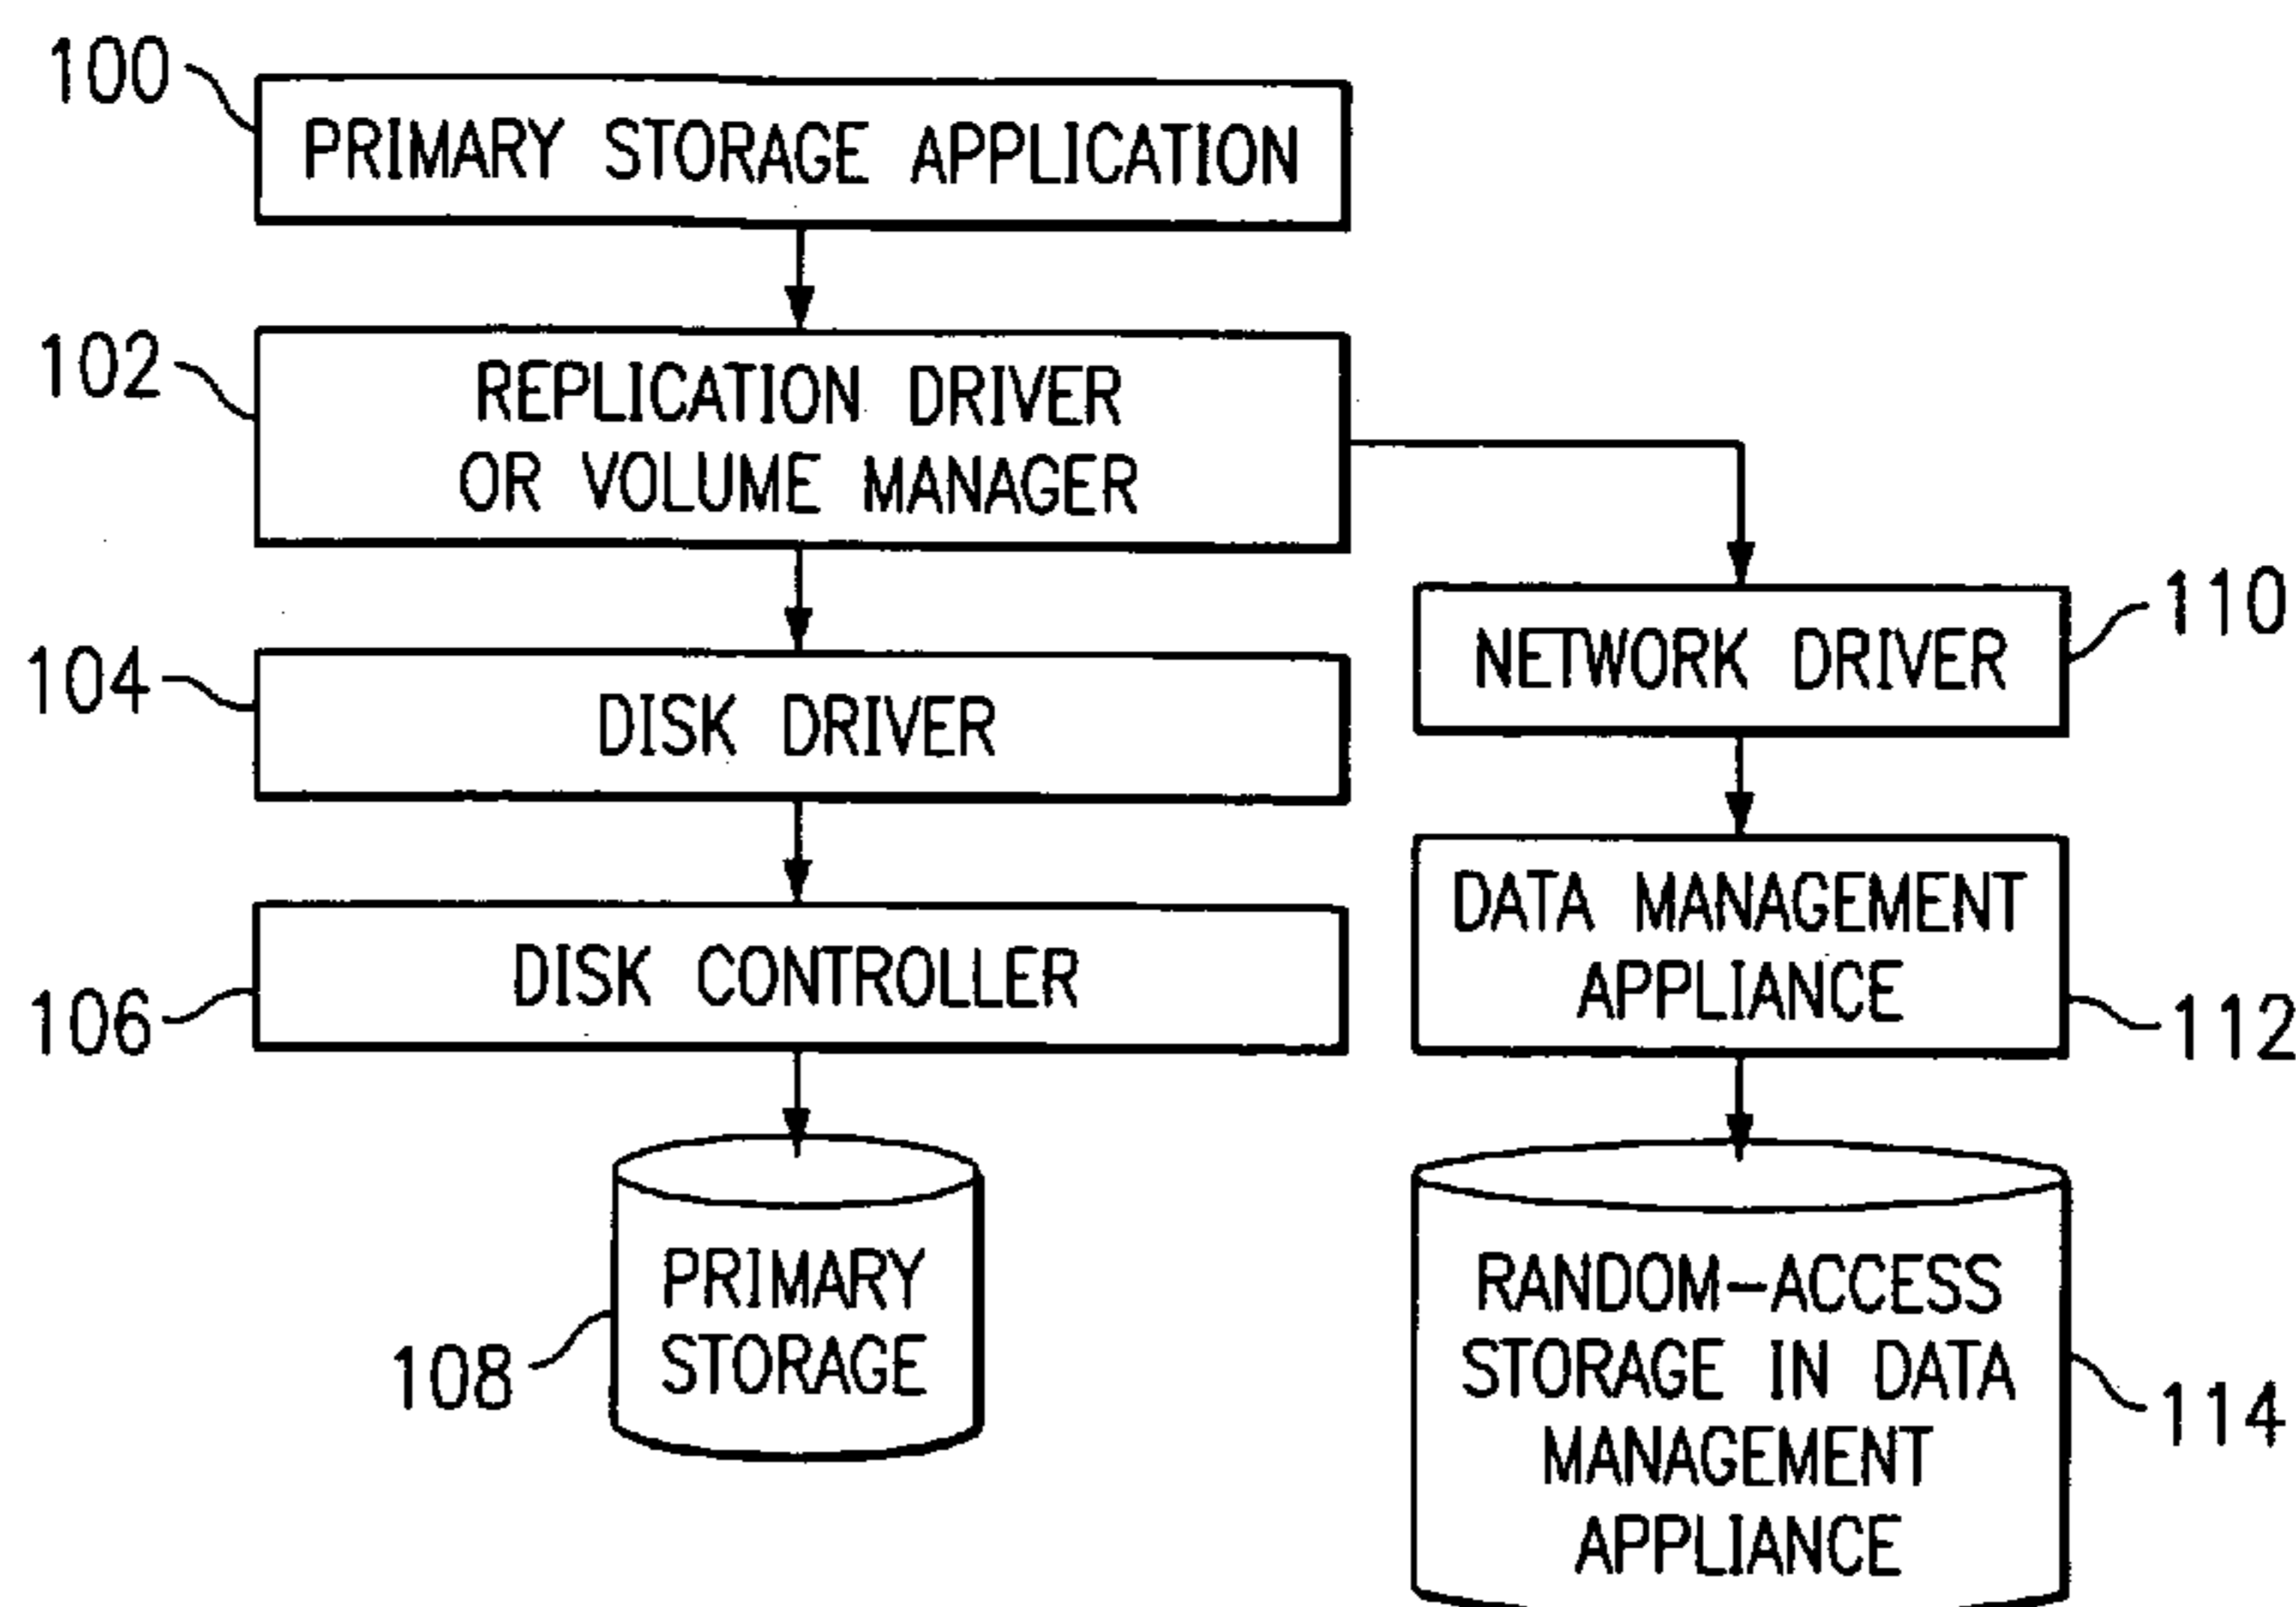 100
PRIMARY STORAGE APPLICATION
102
REPLICATION DRIVER
OR VOLUME MANAGER
104
DISK DRIVER
106
DISK CONTROLLER
108
PRIMARY
STORAGE
110
NETWORK DRIVER
DATA MANAGEMENT
APPLIANCE
112
RANDOM-ACCESS
STORAGE IN DATA
MANAGEMENT
APPLIANCE
114